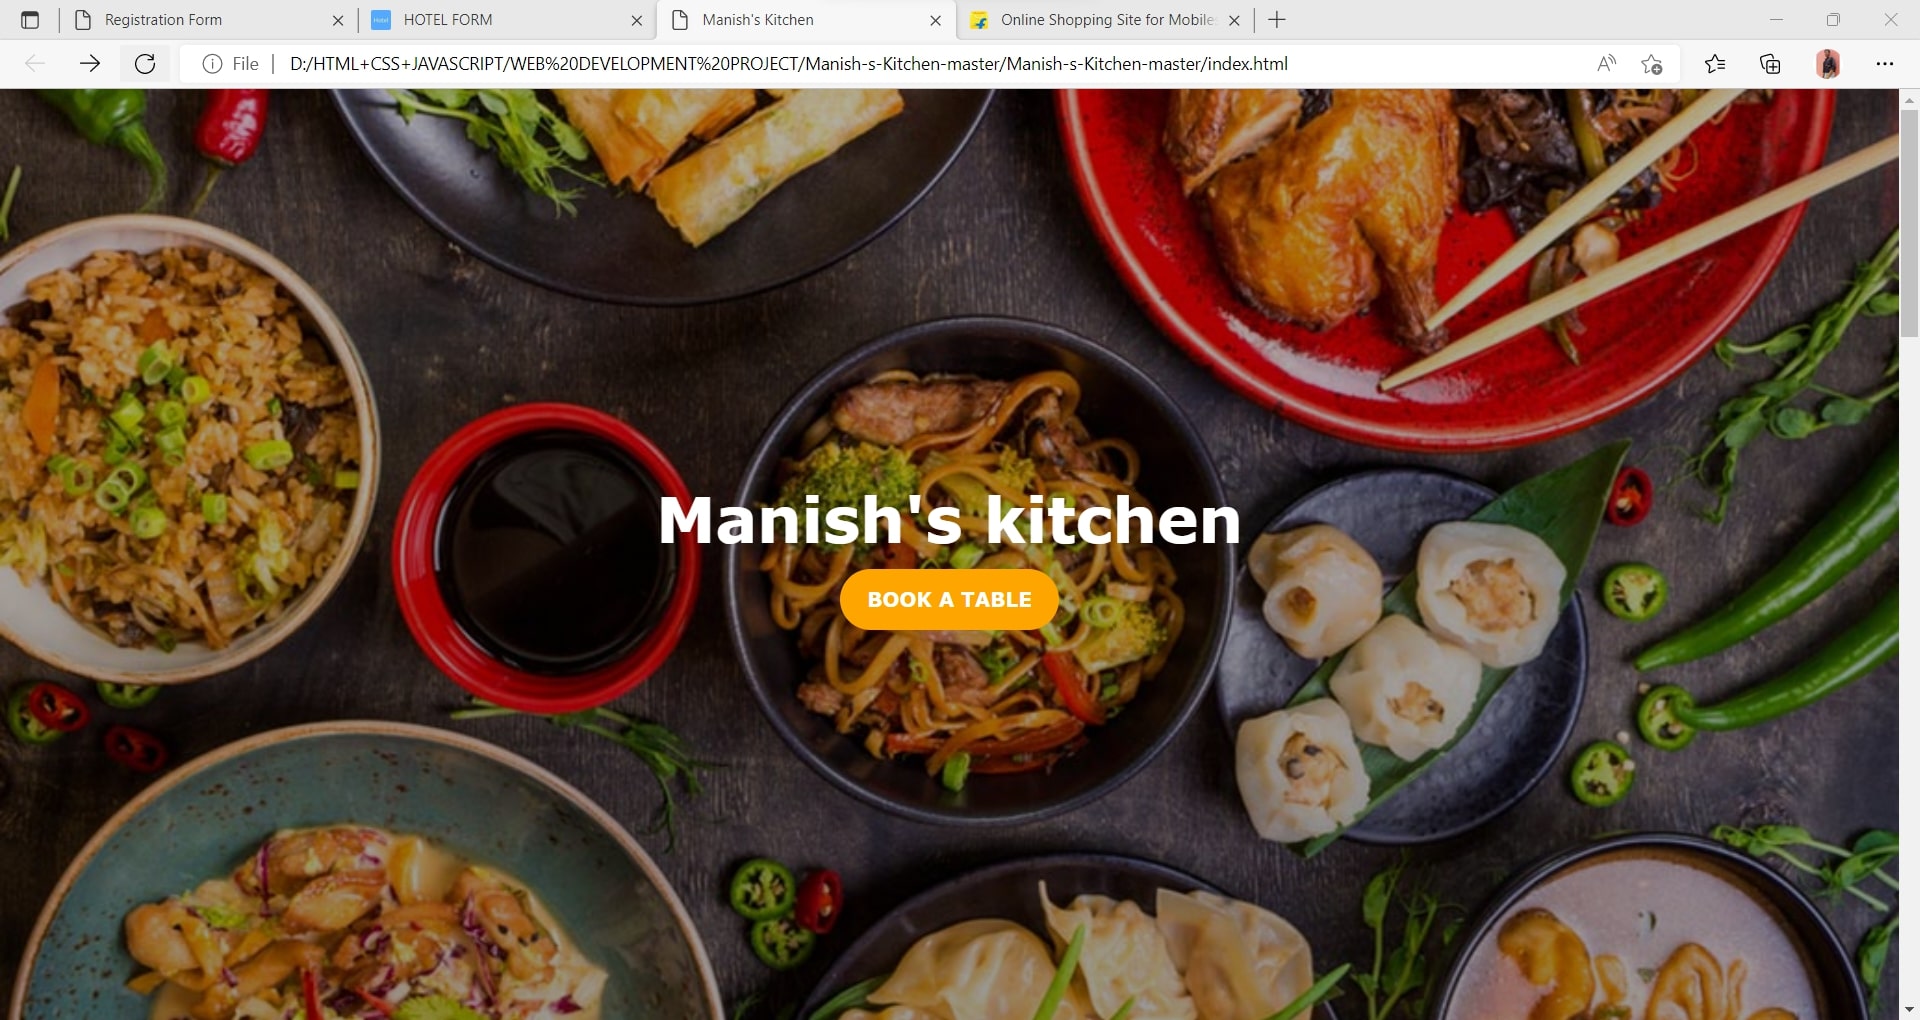 Registration Form
HOTEL FORM
Manish's Kitchen
Online Shopping Site for Mobile
File
D:/HTML+CSS+JAVASCRIPT/WEB%20DEVELOPMENT%20PROJECT/Manish-s-Kitchen-master/Manish-s-Kitchen-master/index.html
Manish's kitchen
BOOK A TABLE